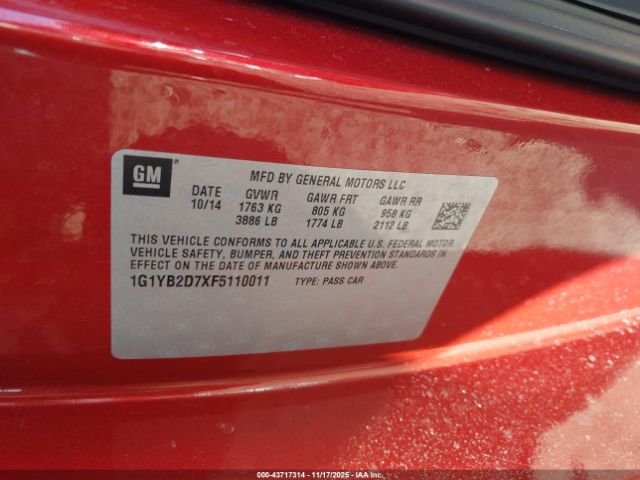 GM
MFD BY GENERAL MOTORS LLC
DATE GVWR GAWR FRT GAWR RR
10/14 1763 KG 805 KG 958 KG
3886 LB 1774 LB 2112 LB
THIS VEHICLE CONFORMS TO ALL APPLICABLE U.S. FEDERAL MOTOR
VEHICLE SAFETY, BUMPER, AND THEFT PREVENTION STANDARDS IN
EFFECT ON THE DATE OF MANUFACTURE SHOWN ABOVE.
1G1YB2D7XF5110011 TYPE: PASS CAR
000-43717314 - 11/17/2025 - IAAI.COM